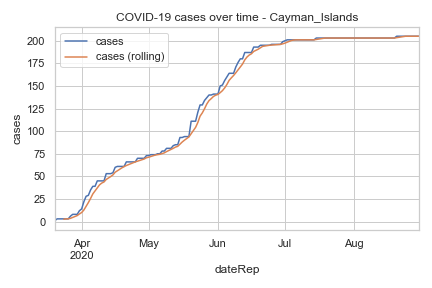 COVID-19 cases over time - Cayman_Islands
cases
cases (rolling)
200
175
150
125
100
75
50
25
0
cases
Apr
2020
May
Jun
Jul
Aug
dateRep